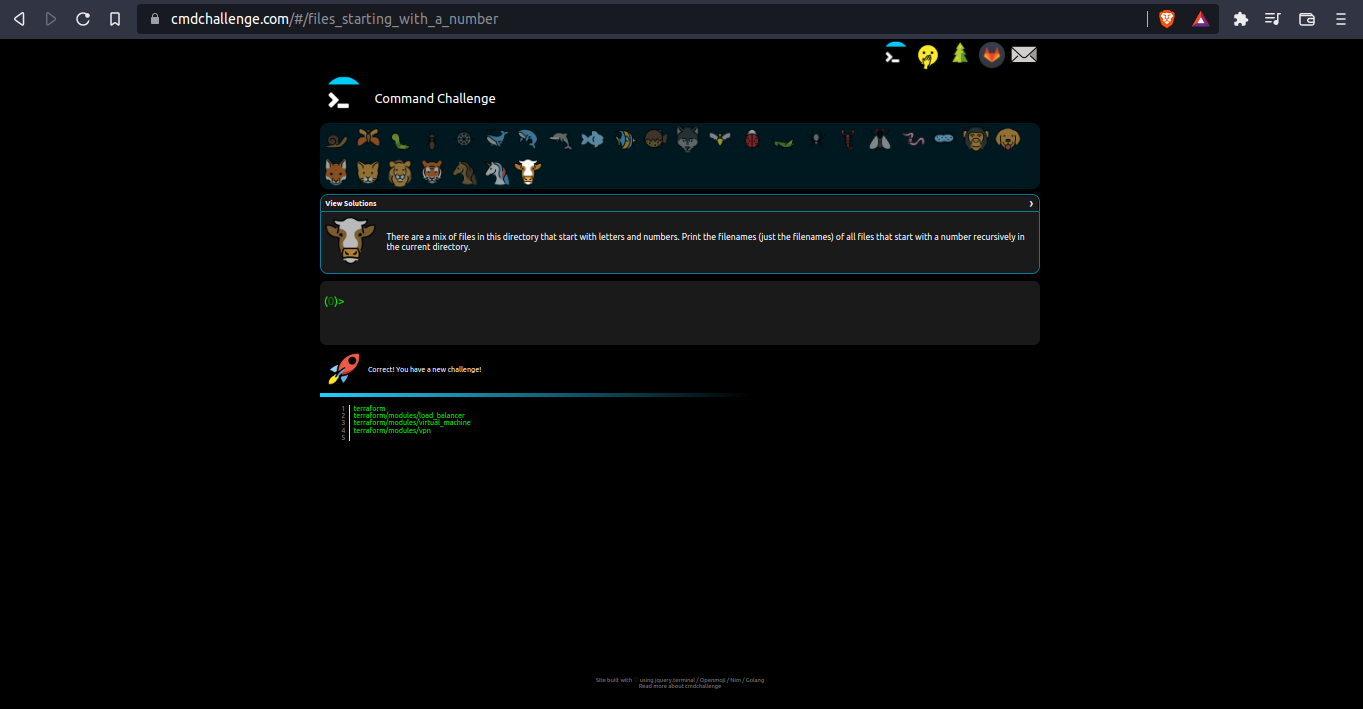 cmdchallenge.com/#/files_starting_with_a_number
Command Challenge
View Solutions
There are a mix of files in this directory that start with letters and numbers. Print the filenames (just the filenames) of all files that start with a number recursively in
the current directory.
(0)>
Correct! You have a new challenge!
1 terraform
2 terraform/modules/load_balancer
3 terraform/modules/virtual_machine
4 terraform/modules/vpn
5
Site built with ♡ using jquery.terminal / Openmoji / Nim / Golang
Read more about cmdchallenge